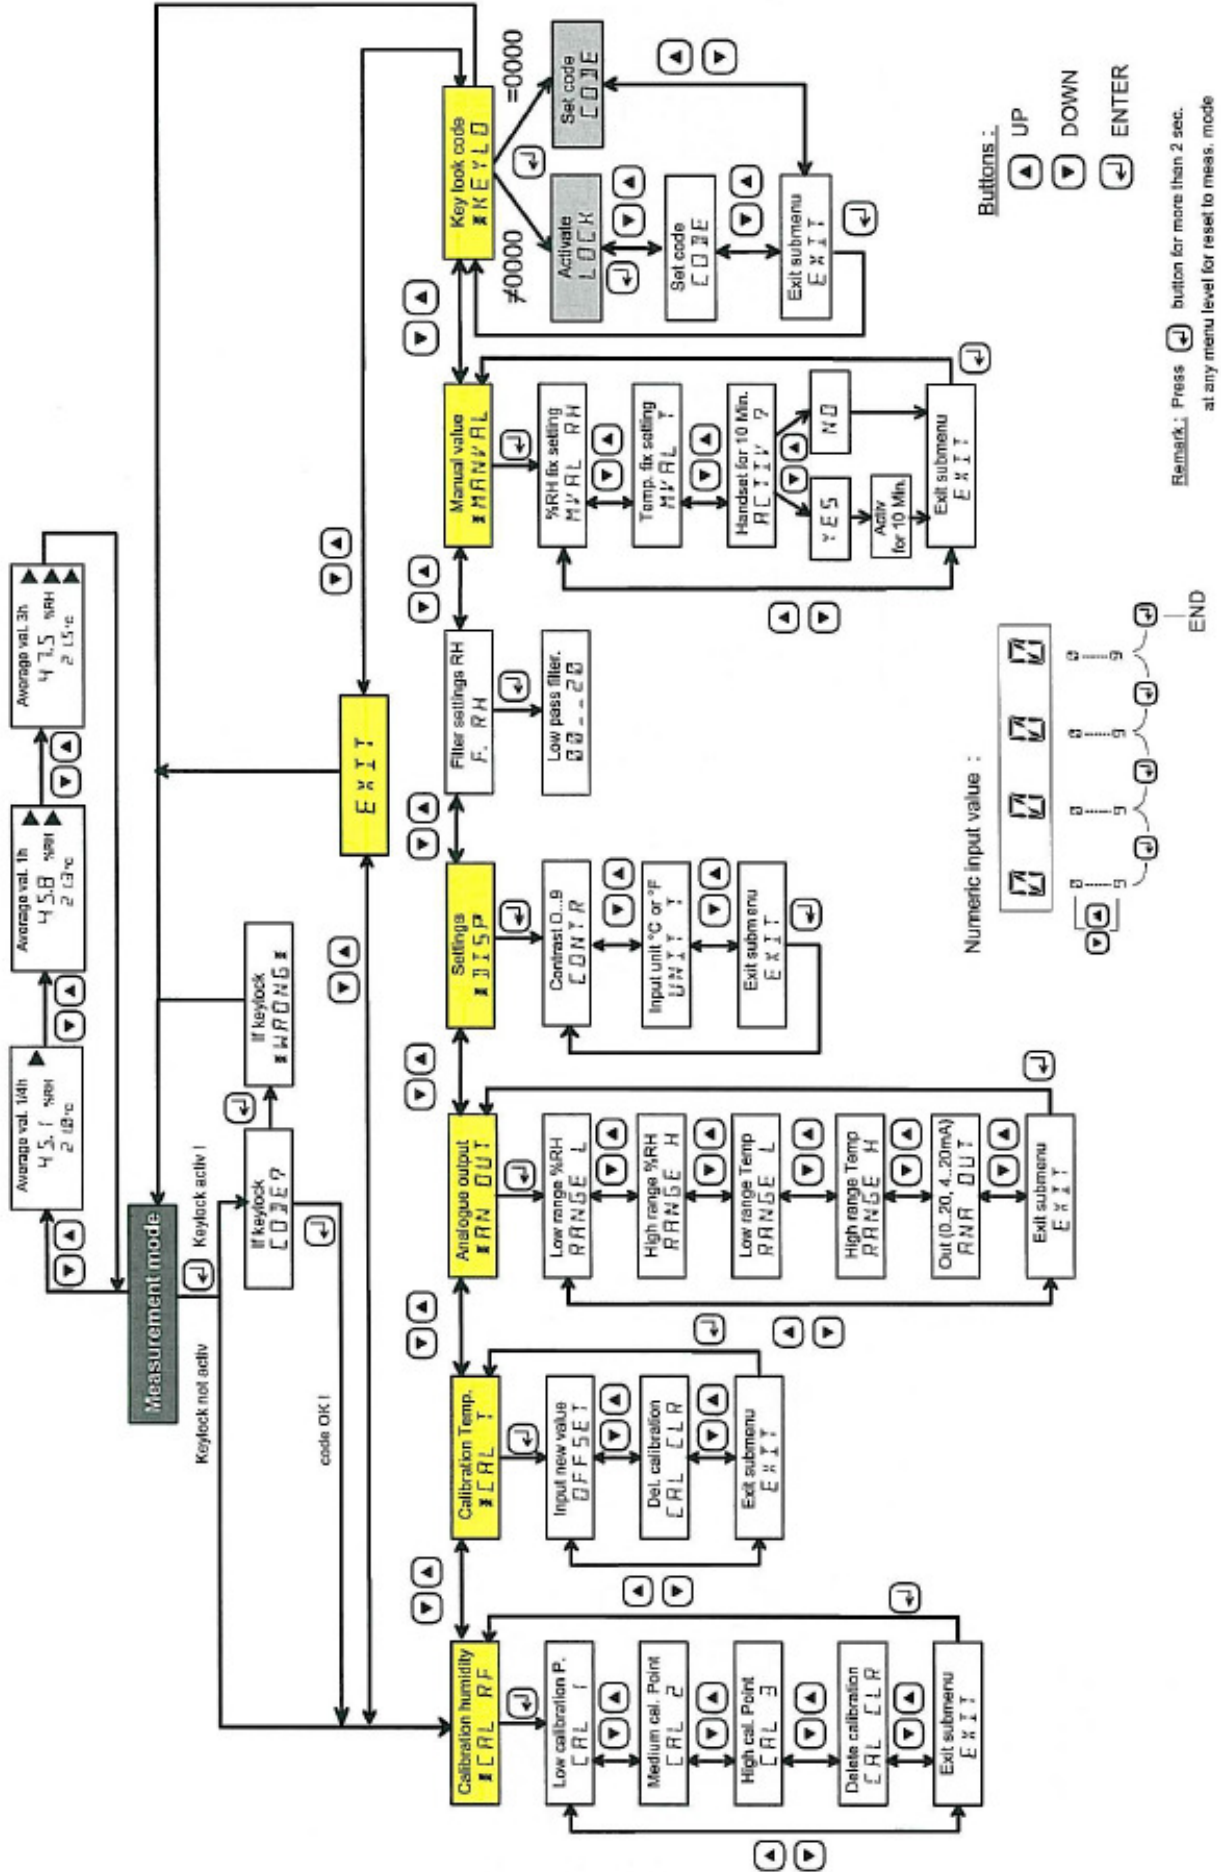 Average val. 1/4h
45.1 %RH
21.0°C
Average val. 1h
45.8 %RH
21.3°C
Average val. 3h
47.5 %RH
21.5°C
Measurement mode
Keylock not activ
Keylock activ !
If keylock
CODE?
If keylock
*WRONG*
code OK !
EXIT
Calibration humidity
*CAL RF
Low calibration P.
CAL 1
Medium cal. Point
CAL 2
High cal. Point
CAL 3
Delete calibration
CAL CLR
Exit submenu
EXIT
Calibration Temp.
*CAL T
Input new value
OFFSET
Del. calibration
CAL CLR
Exit submenu
EXIT
Analogue output
*AN OUT
Low range %RH
RANGE L
High range %RH
RANGE H
Low range Temp
RANGE L
High range Temp
RANGE H
Out (0..20, 4..20mA)
ANA OUT
Exit submenu
EXIT
Settings
*DISP
Contrast 0..9
CONTR
Input unit °C or °F
UNIT T
Exit submenu
EXIT
Filter settings RH
F. RH
Low pass filter.
00--20
Manual value
*MANVAL
%RH fix setting
MVAL RH
Temp. fix setting
MVAL T
Handset for 10 Min.
ACTIV ?
YES
NO
Activ
for 10 Min.
Exit submenu
EXIT
Key look code
*KEYLO
≠0000
=0000
Activate
LOCK
Set code
CODE
Set code
CODE
Exit submenu
EXIT
Numeric input value :
0......9 0......9 0......9 0......9
END
Buttons :
UP
DOWN
ENTER
Remark : Press button for more than 2 sec.
at any menu level for reset to meas. mode